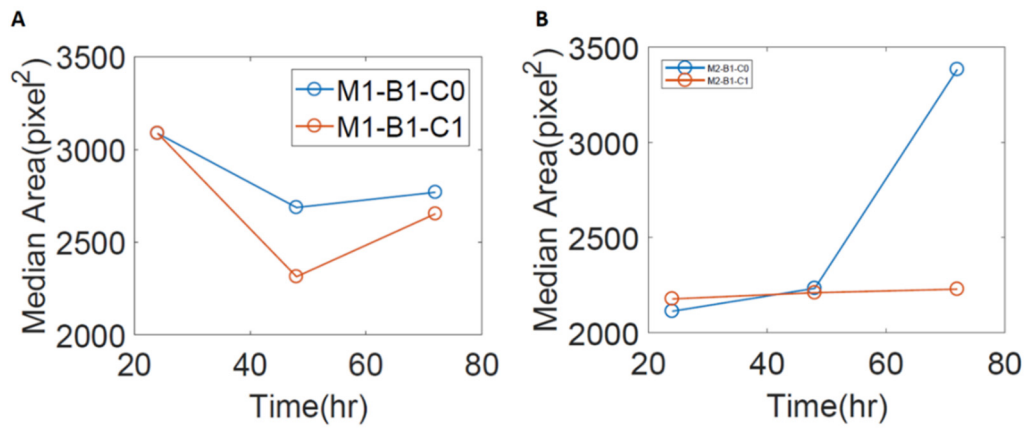 A
Median Area(pixel²)
3500
3000
2500
2000
20
40
60
80
Time(hr)
M1-B1-C0
M1-B1-C1
B
Median Area(pixel²)
3500
3000
2500
2000
20
40
60
80
Time(hr)
M2-B1-C0
M2-B1-C1